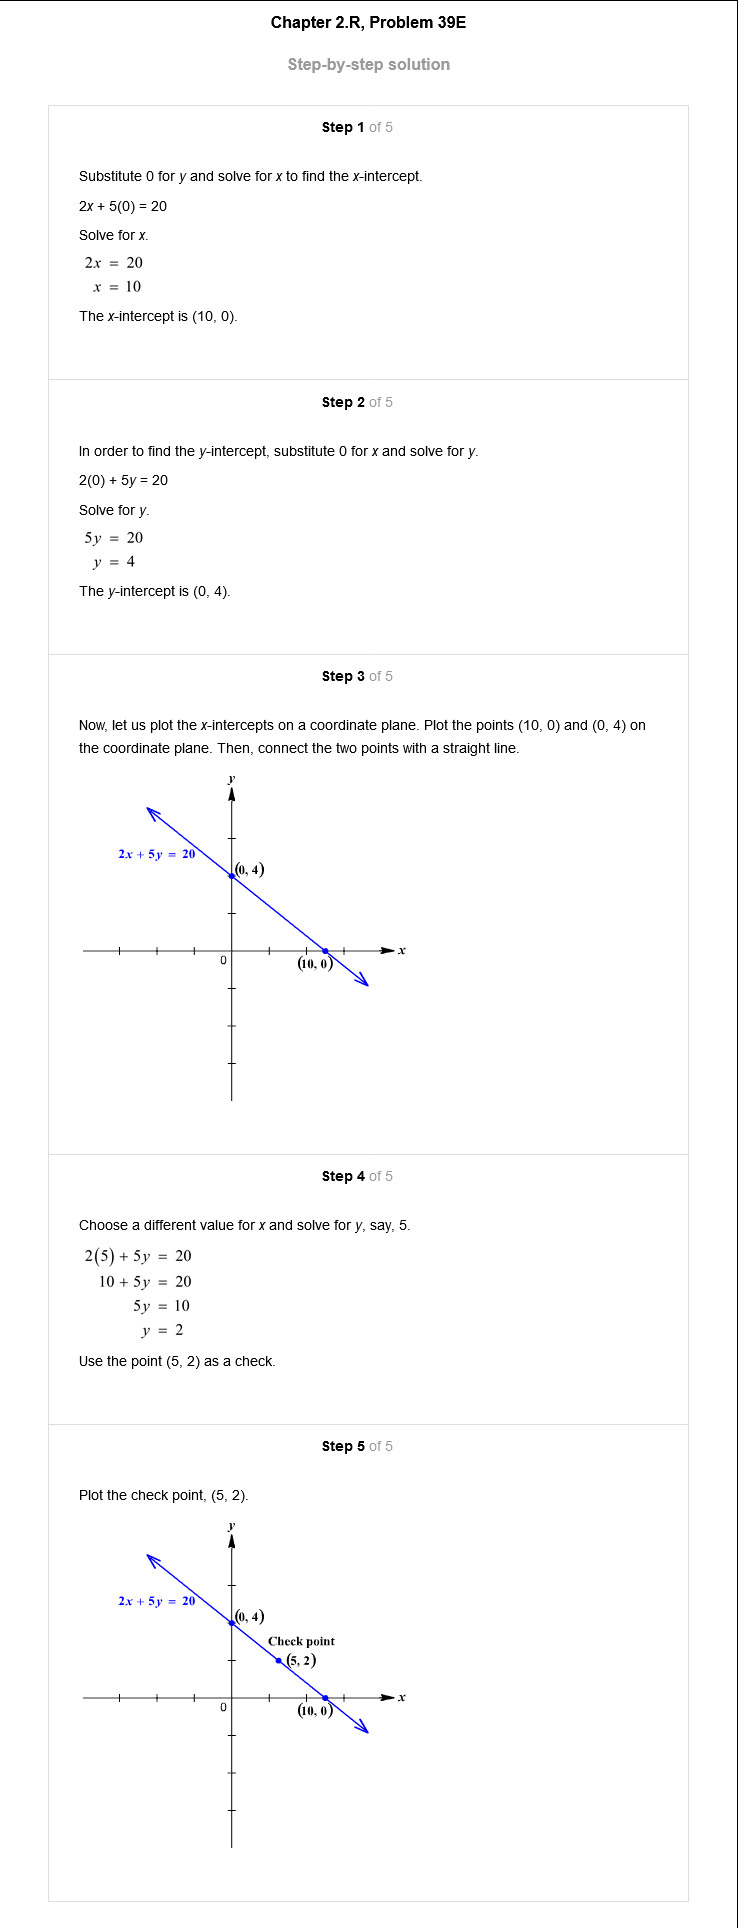 Chapter 2.R, Problem 39E
Step-by-step solution
Step 1 of 5
Substitute 0 for y and solve for x to find the x-intercept.
2x + 5(0) = 20
Solve for x.
2x = 20
x = 10
The x-intercept is (10, 0).
Step 2 of 5
In order to find the y-intercept, substitute 0 for x and solve for y.
2(0) + 5y = 20
Solve for y.
5y = 20
y = 4
The y-intercept is (0, 4).
Step 3 of 5
Now, let us plot the x-intercepts on a coordinate plane. Plot the points (10, 0) and (0, 4) on
the coordinate plane. Then, connect the two points with a straight line.
y
2x + 5y = 20
(0, 4)
x
0
(10, 0)
Step 4 of 5
Choose a different value for x and solve for y, say, 5.
2(5) + 5y = 20
10 + 5y = 20
5y = 10
y = 2
Use the point (5, 2) as a check.
Step 5 of 5
Plot the check point, (5, 2).
y
2x + 5y = 20
(0, 4)
Check point
(5, 2)
x
0
(10, 0)